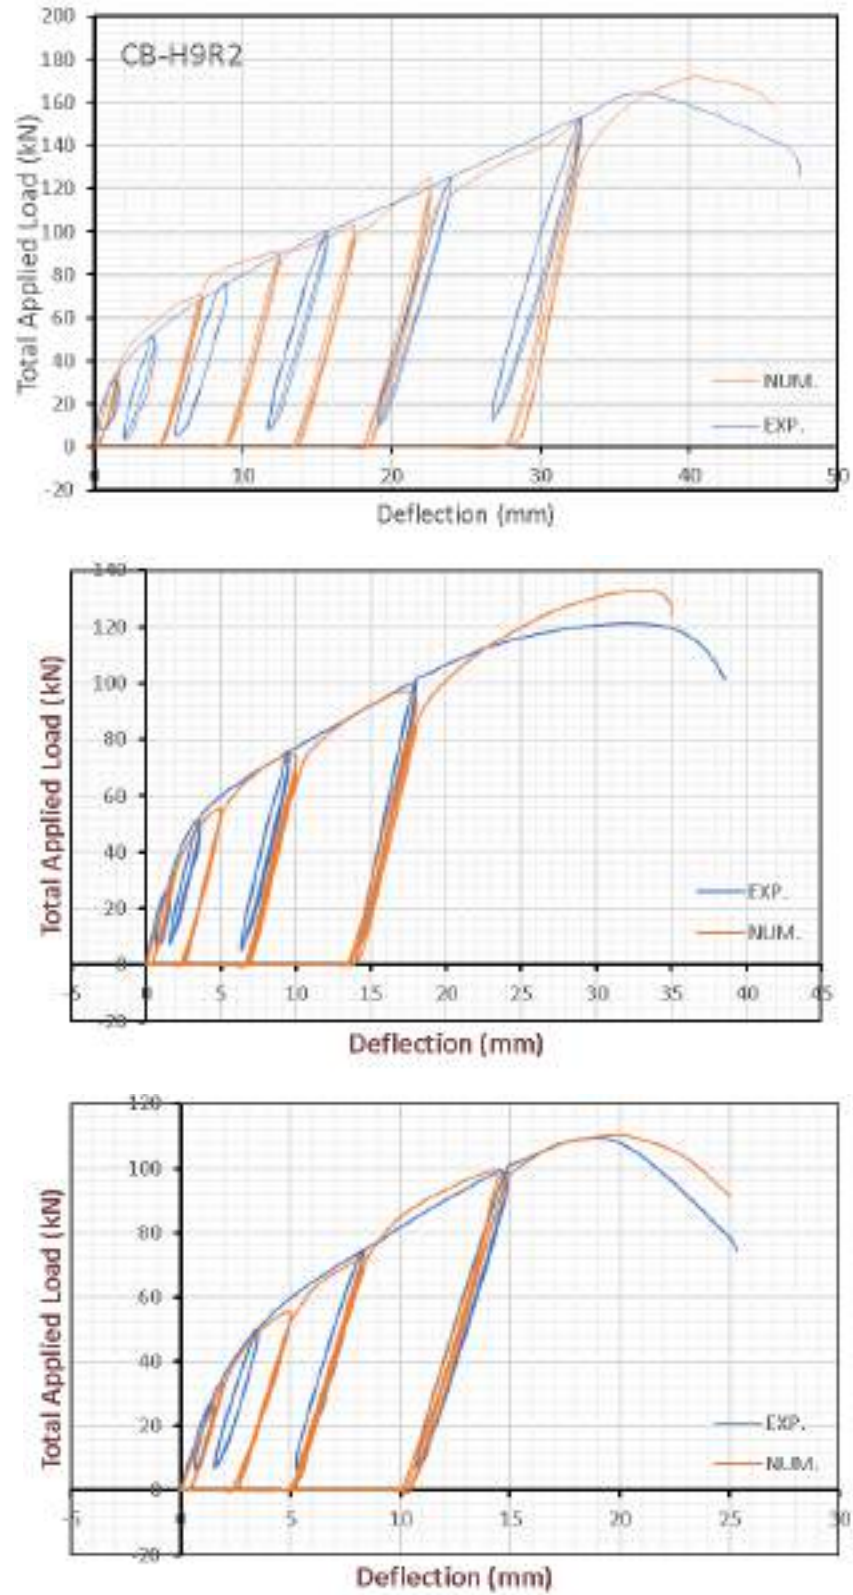 200
CB-H9R2
180
160
140
120
100
80
60
40
20
0
-20
Total Applied Load (kN)
NUM.
EXP.
0 10 20 30 40 50
Deflection (mm)
140
120
100
80
60
40
20
0
-20
Total Applied Load (kN)
EXP.
NUM.
-5 0 5 10 15 20 25 30 35 40 45
Deflection (mm)
120
100
80
60
40
20
0
-20
Total Applied Load (kN)
EXP.
NUM.
-5 0 5 10 15 20 25 30
Deflection (mm)